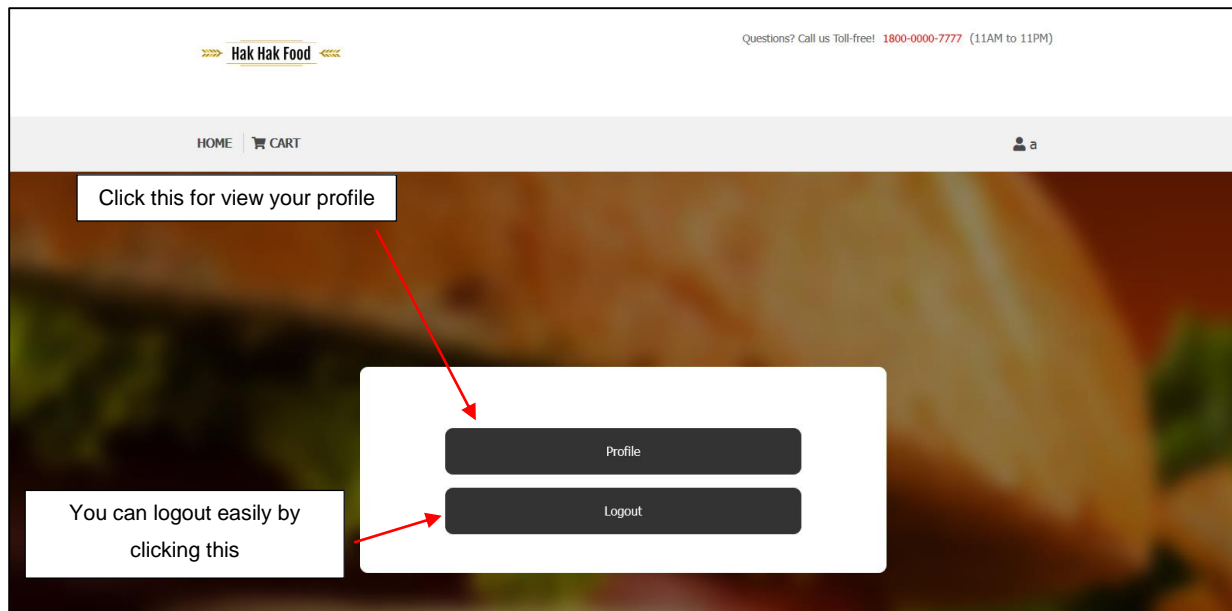 Hak Hak Food
Questions? Call us Toll-free! 1800-0000-7777 (11AM to 11PM)
HOME CART
a
Click this for view your profile
Profile
Logout
You can logout easily by
clicking this